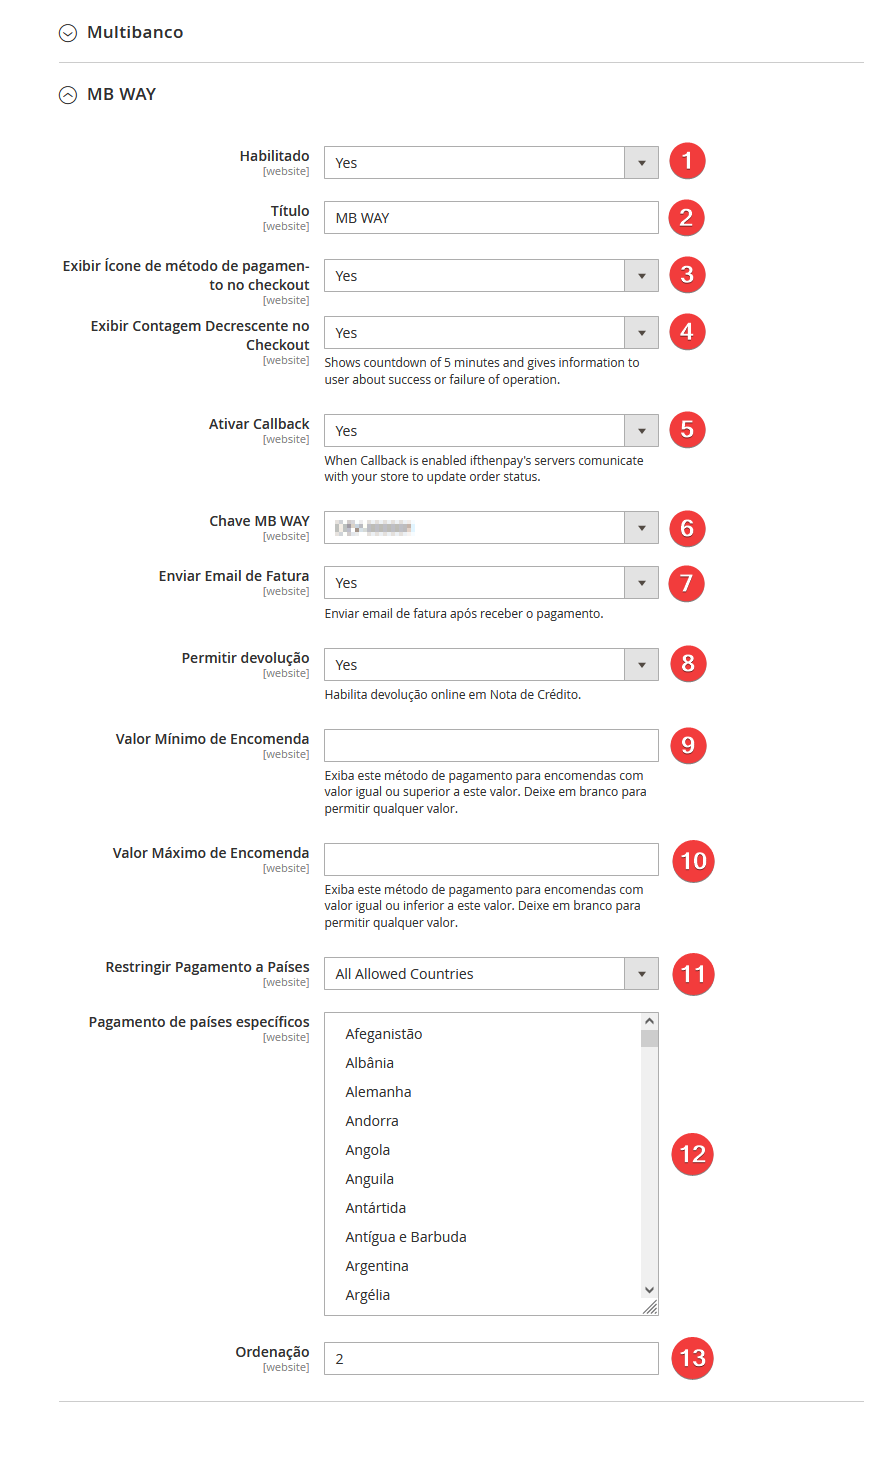 Multibanco
MB WAY
Habilitado
[website]
Yes
1
Título
[website]
MB WAY
2
Exibir Ícone de método de pagamen-
to no checkout
[website]
Yes
3
Exibir Contagem Decrescente no
Checkout
[website]
Yes
4
Shows countdown of 5 minutes and gives information to
user about success or failure of operation.
Ativar Callback
[website]
Yes
5
When Callback is enabled ifthenpay's servers comunicate
with your store to update order status.
Chave MB WAY
[website]
6
Enviar Email de Fatura
[website]
Yes
7
Enviar email de fatura após receber o pagamento.
Permitir devolução
[website]
Yes
8
Habilita devolução online em Nota de Crédito.
Valor Mínimo de Encomenda
[website]
9
Exiba este método de pagamento para encomendas com
valor igual ou superior a este valor. Deixe em branco para
permitir qualquer valor.
Valor Máximo de Encomenda
[website]
10
Exiba este método de pagamento para encomendas com
valor igual ou inferior a este valor. Deixe em branco para
permitir qualquer valor.
Restringir Pagamento a Países
[website]
All Allowed Countries
11
Pagamento de países específicos
[website]
Afeganistão
Albânia
Alemanha
Andorra
Angola
Anguila
Antártida
Antígua e Barbuda
Argentina
Argélia
12
Ordenação
[website]
2
13